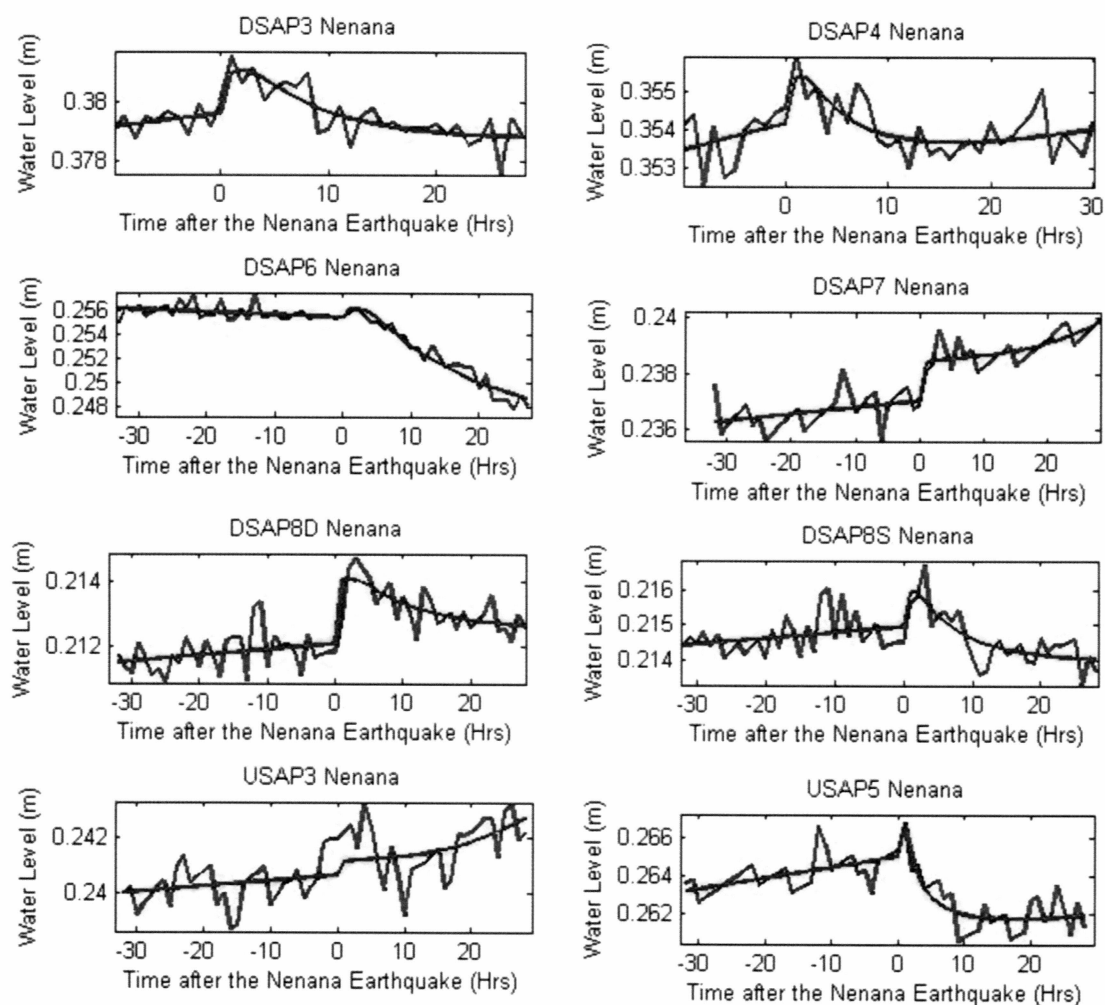 DSAP3 Nenana
Water Level (m)
0.38
0.378
0 10 20
Time after the Nenana Earthquake (Hrs)
DSAP4 Nenana
Water Level (m)
0.355
0.354
0.353
0 10 20 30
Time after the Nenana Earthquake (Hrs)
DSAP6 Nenana
Water Level (m)
0.256
0.254
0.252
0.25
0.248
-30 -20 -10 0 10 20
Time after the Nenana Earthquake (Hrs)
DSAP7 Nenana
Water Level (m)
0.24
0.238
0.236
-30 -20 -10 0 10 20
Time after the Nenana Earthquake (Hrs)
DSAP8D Nenana
Water Level (m)
0.214
0.212
-30 -20 -10 0 10 20
Time after the Nenana Earthquake (Hrs)
DSAP8S Nenana
Water Level (m)
0.216
0.215
0.214
-30 -20 -10 0 10 20
Time after the Nenana Earthquake (Hrs)
USAP3 Nenana
Water Level (m)
0.242
0.24
-30 -20 -10 0 10 20
Time after the Nenana Earthquake (Hrs)
USAP5 Nenana
Water Level (m)
0.266
0.264
0.262
-30 -20 -10 0 10 20
Time after the Nenana Earthquake (Hrs)